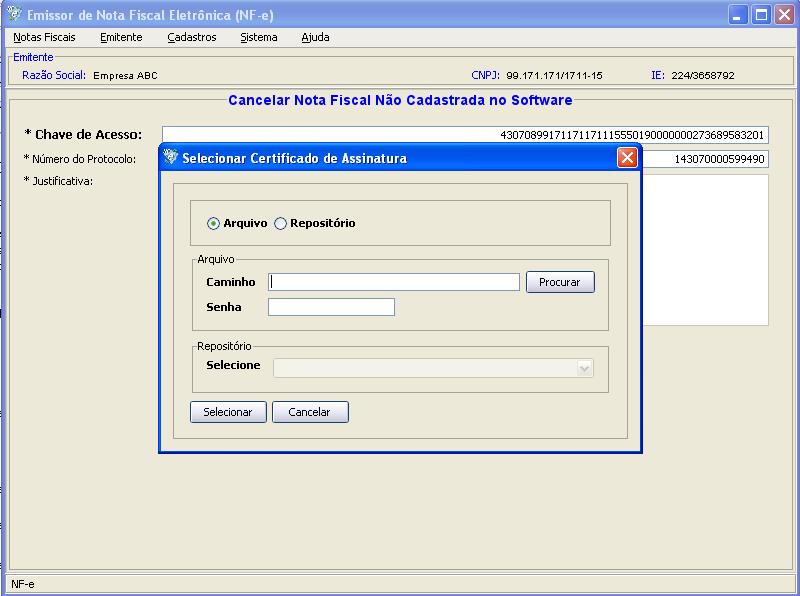 Emissor de Nota Fiscal Eletrônica (NF-e)
Notas Fiscais Emitente Cadastros Sistema Ajuda
Emitente
Razão Social: Empresa ABC CNPJ: 99.171.171/1711-15 IE: 224/3658792
Cancelar Nota Fiscal Não Cadastrada no Software
* Chave de Acesso: 43070899171171171115550190000000273689583201
* Número do Protocolo: 143070000599490
* Justificativa:
Selecionar Certificado de Assinatura
Arquivo Repositório
Arquivo
Caminho Procurar
Senha
Repositório
Selecione
Selecionar Cancelar
NF-e